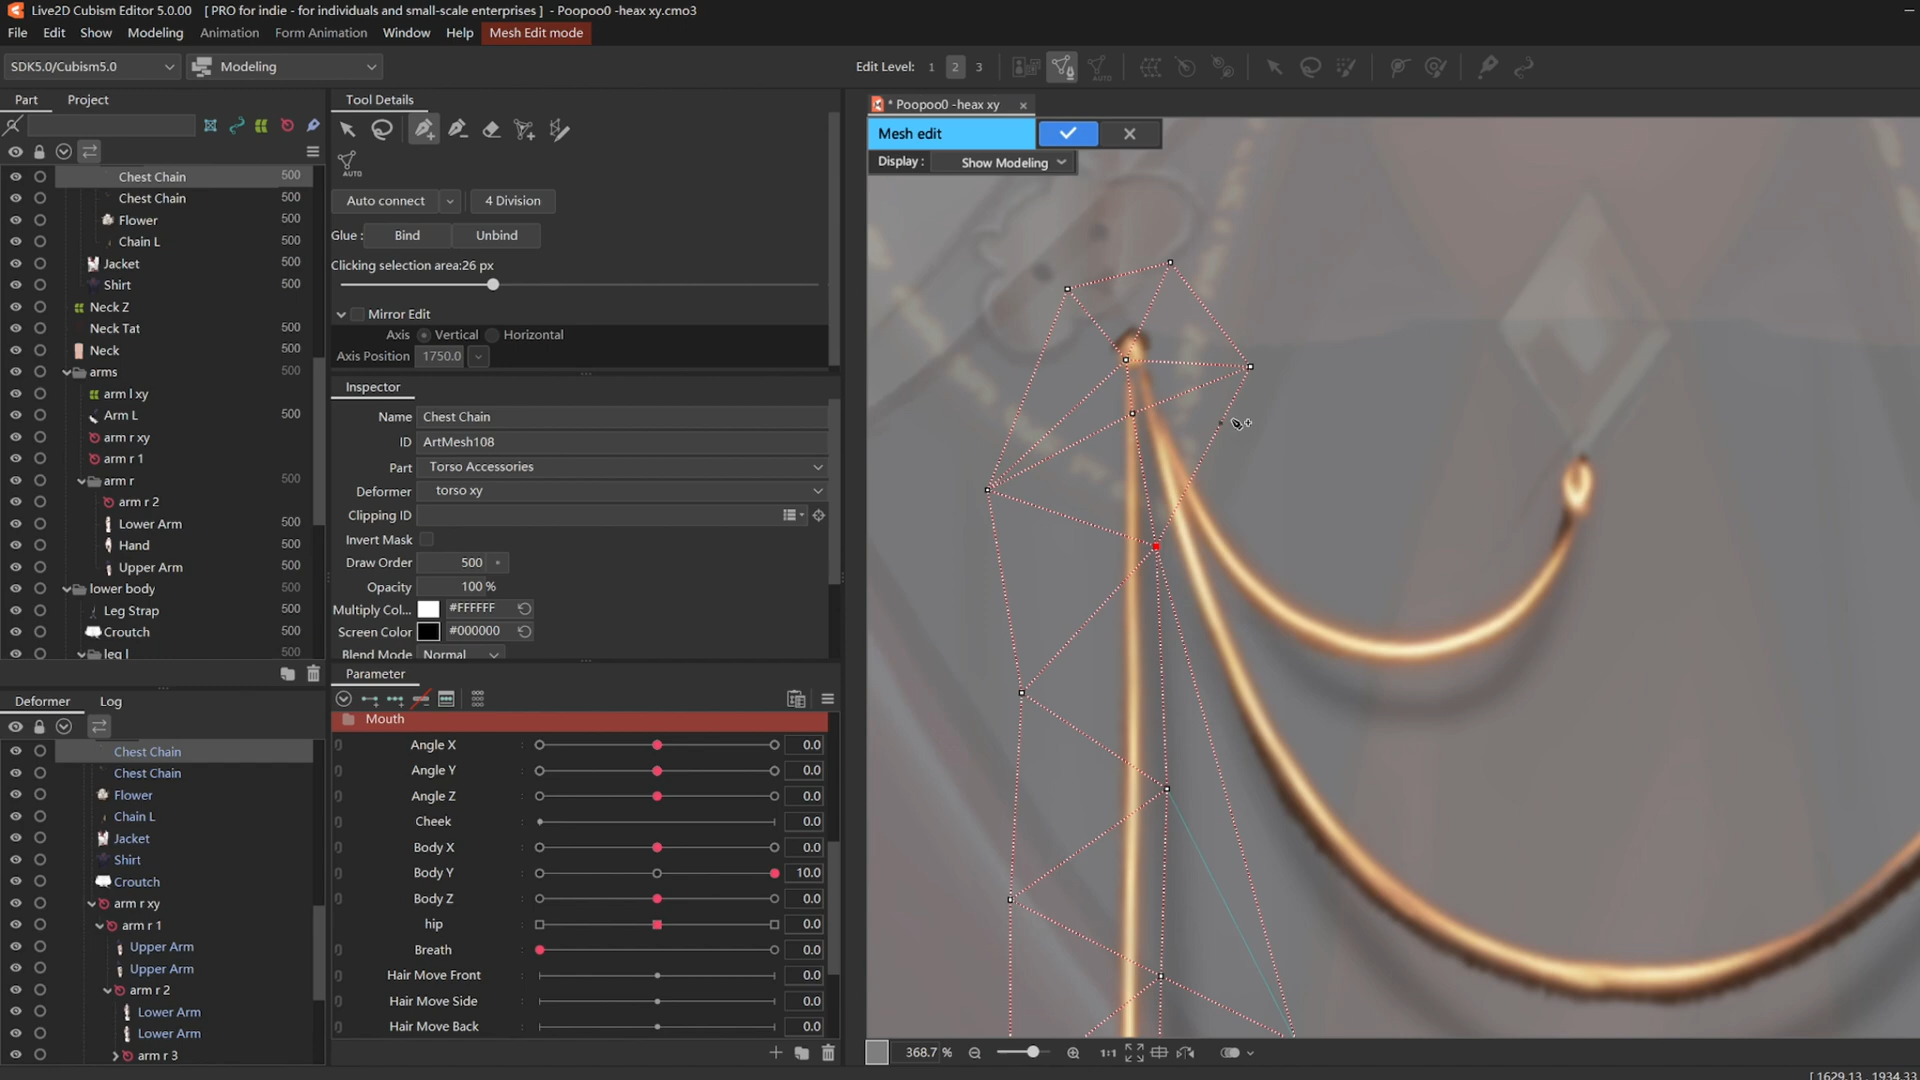 Live2D Cubism Editor 5.0.00 [ PRO for indie - for individuals and small-scale enterprises ] - Poopoo0 -heax xy.cmo3
File Edit Show Modeling Animation Form Animation Window Help Mesh Edit mode
SDK5.0/Cubism5.0 Modeling Edit Level: 1 2 3 AUTO
Part Project
Chest Chain 500
Chest Chain 500
Flower 500
Chain L 500
Jacket 500
Shirt 500
Neck Z
Neck Tat 500
Neck 500
arms 500
arm l xy
Arm L 500
arm r xy
arm r 1
arm r 500
arm r 2
Lower Arm 500
Hand 500
Upper Arm 500
lower body 500
Leg Strap 500
Croutch 500
leg l 500
Deformer Log
Chest Chain
Chest Chain
Flower
Chain L
Jacket
Shirt
Croutch
arm r xy
arm r 1
Upper Arm
Upper Arm
arm r 2
Lower Arm
Lower Arm
arm r 3
Tool Details
AUTO
Auto connect 4 Division
Glue : Bind Unbind
Clicking selection area:26 px
Mirror Edit
Axis Vertical Horizontal
Axis Position 1750.0
Inspector
Name Chest Chain
ID ArtMesh108
Part Torso Accessories
Deformer torso xy
Clipping ID
Invert Mask
Draw Order 500
Opacity 100 %
Multiply Col... #FFFFFF
Screen Color #000000
Blend Mode Normal
Parameter
Mouth
Angle X : 0.0
Angle Y : 0.0
Angle Z : 0.0
Cheek : 0.0
Body X : 0.0
Body Y : 10.0
Body Z : 0.0
hip : 0.0
Breath : 0.0
Hair Move Front : 0.0
Hair Move Side : 0.0
Hair Move Back : 0.0
* Poopoo0 -heax xy
Mesh edit
Display : Show Modeling
368.7 % 1:1
[ 1629.13 , 1934.33